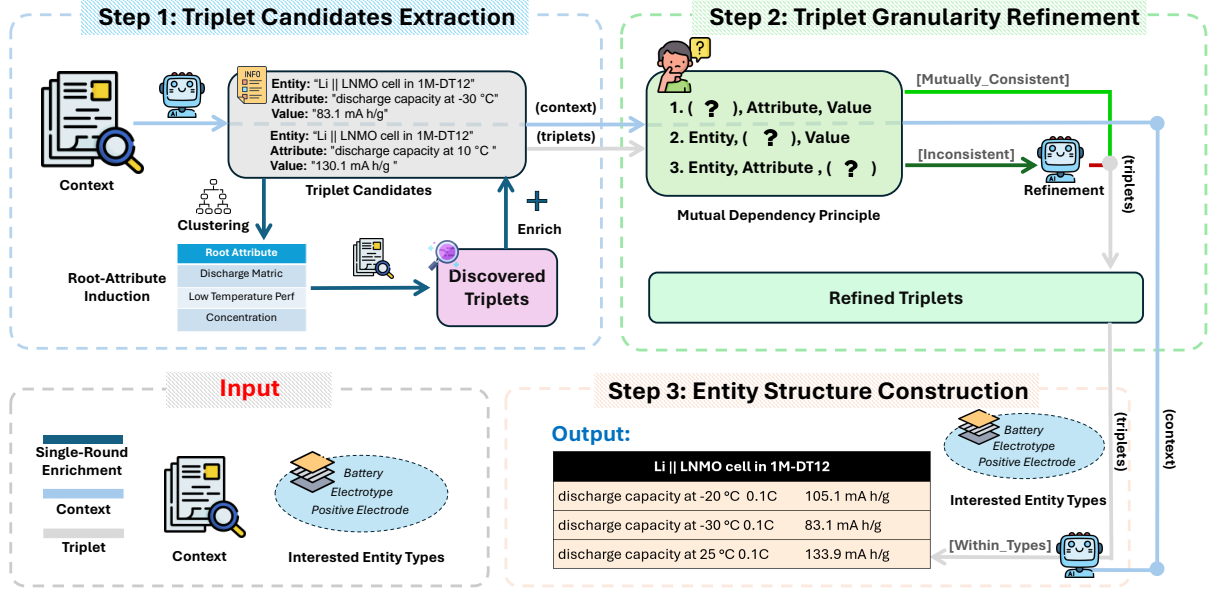 Step 1: Triplet Candidates Extraction
INFO
Entity: “Li || LNMO cell in 1M-DT12”
Attribute: "discharge capacity at -30 °C"
Value: "83.1 mA h/g"
Entity: “Li || LNMO cell in 1M-DT12”
Attribute: "discharge capacity at 10 °C "
Value: "130.1 mA h/g "
AI
Context
Triplet Candidates
(context)
(triplets)
Clustering
Root-Attribute
Induction
Root Attribute
Discharge Matric
Low Temperature Perf
Concentration
Discovered
Triplets
Enrich
Step 2: Triplet Granularity Refinement
?
1. ( ? ), Attribute, Value
2. Entity, ( ? ), Value
3. Entity, Attribute , ( ? )
Mutual Dependency Principle
[Mutually_Consistent]
[Inconsistent]
AI
Refinement
(triplets)
Refined Triplets
Input
Single-Round
Enrichment
Context
Triplet
Context
Battery
Electrotype
Positive Electrode
Interested Entity Types
Step 3: Entity Structure Construction
Output:
Li || LNMO cell in 1M-DT12
discharge capacity at -20 ºC 0.1C 105.1 mA h/g
discharge capacity at -30 ºC 0.1C 83.1 mA h/g
discharge capacity at 25 ºC 0.1C 133.9 mA h/g
Battery
Electrotype
Positive Electrode
Interested Entity Types
(triplets)
(context)
[Within_Types]
AI